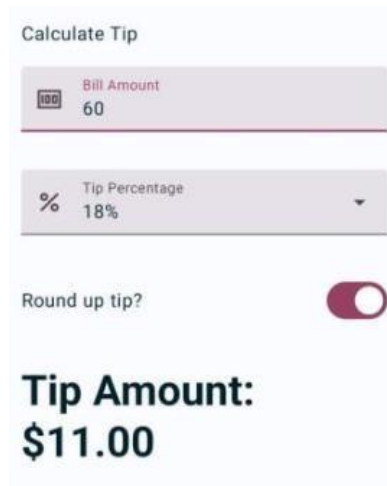 Calculate Tip
Bill Amount
60
%
Tip Percentage
18%
Round up tip?
Tip Amount:
$11.00